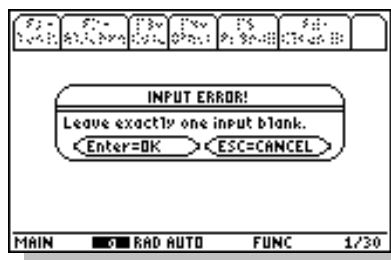 INPUT ERROR!
Leave exactly one input blank.
Enter=OK ESC=CANCEL
MAIN RAD AUTO FUNC 1/30